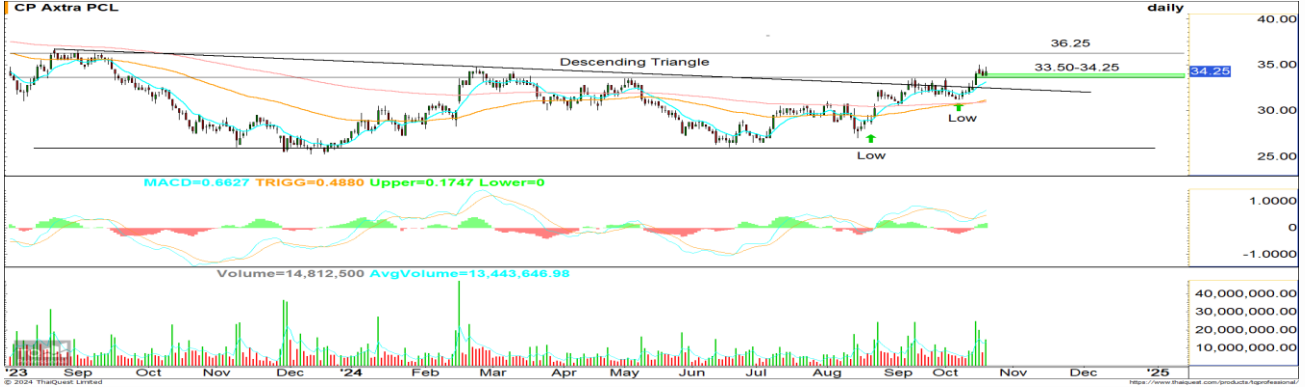 CP Axtra PCL
daily
40.00
36.25
Descending Triangle
35.00
33.50-34.25
34.25
30.00
Low
Low
25.00
MACD=0.6627 TRIGG=0.4880 Upper=0.1747 Lower=0
1.0000
0
-1.0000
Volume=14,812,500 AvgVolume=13,443,646.98
40,000,000.00
30,000,000.00
20,000,000.00
10,000,000.00
'23 Sep Oct Nov Dec '24 Feb Mar Apr May Jun Jul Aug Sep Oct Nov Dec '25
© 2024 ThaiQuest Limited
https://www.thaiquest.com/products/tqprofessional/